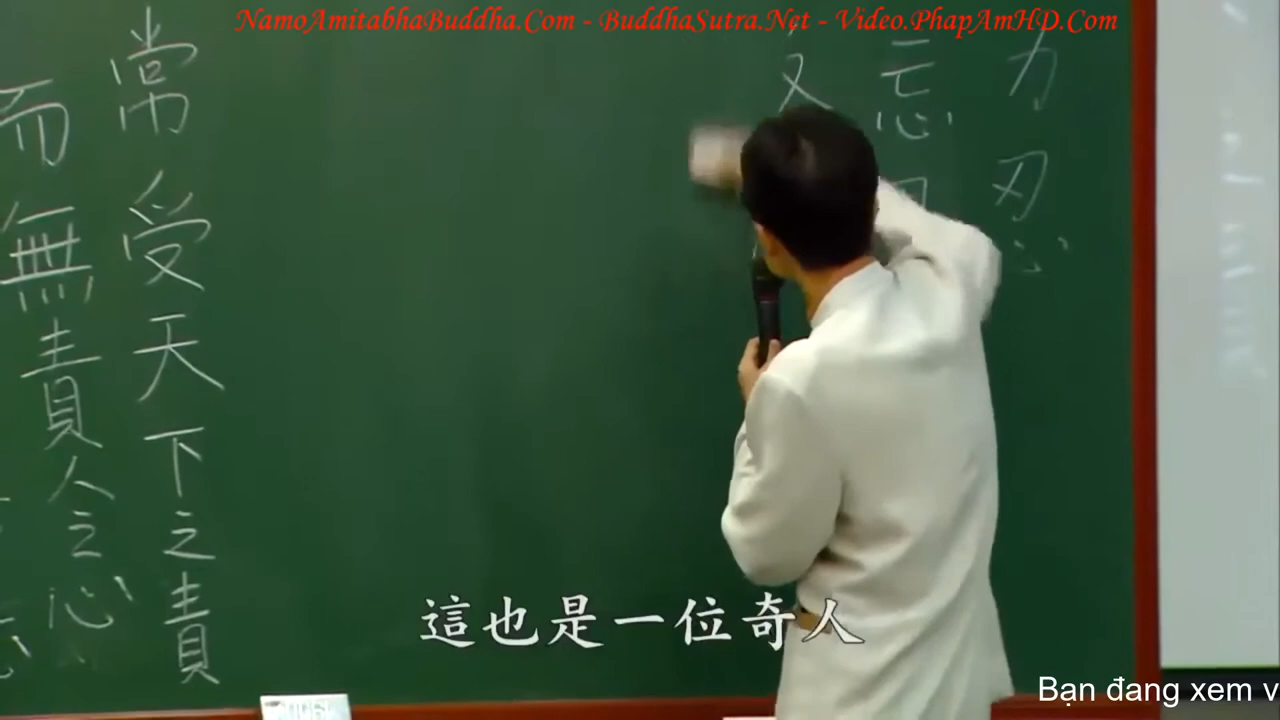 NamoAmitabhaBuddha.Com - BuddhaSutra.Net - Video.PhapAmHD.Com
力忍
忘
常受天下之責
而無責人之心
這也是一位奇人
Bạn đang xem v